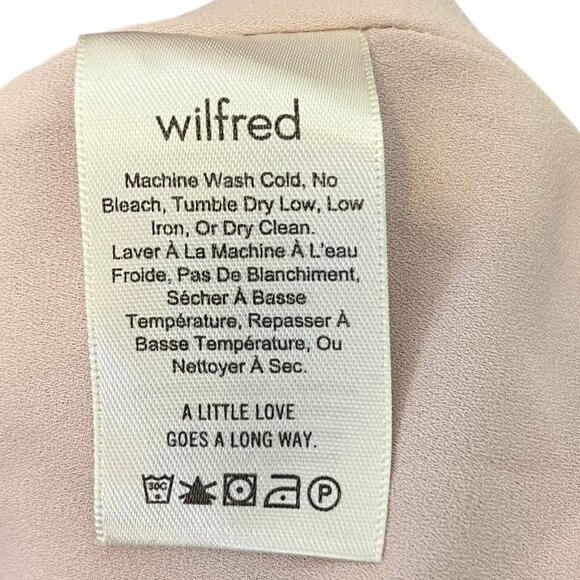 wilfred
Machine Wash Cold, No
Bleach, Tumble Dry Low, Low
Iron, Or Dry Clean.
Laver À La Machine À L'eau
Froide, Pas De Blanchiment,
Sécher À Basse
Température, Repasser À
Basse Température, Ou
Nettoyer À Sec.
A LITTLE LOVE
GOES A LONG WAY.
30C P